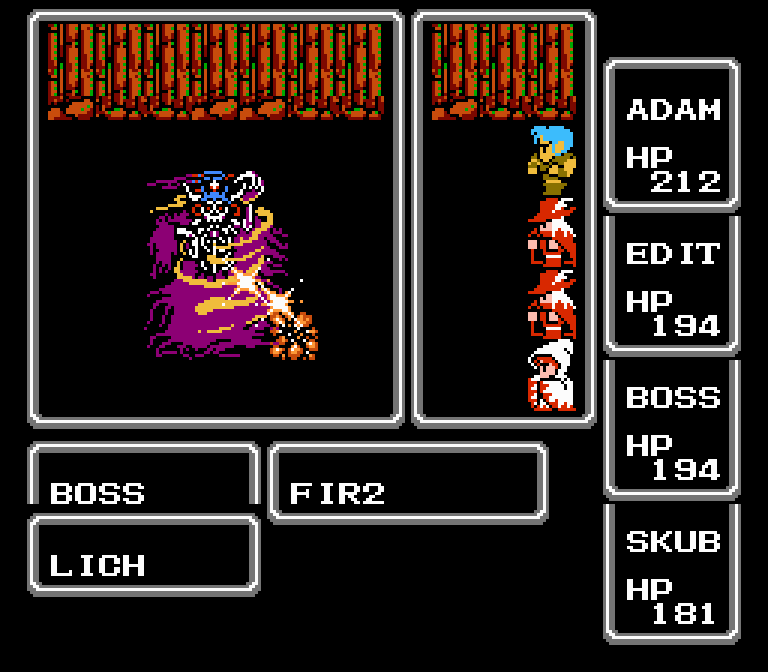 ADAM
HP
212
EDIT
HP
194
BOSS
HP
194
SKUB
HP
181
BOSS
FIR2
LICH